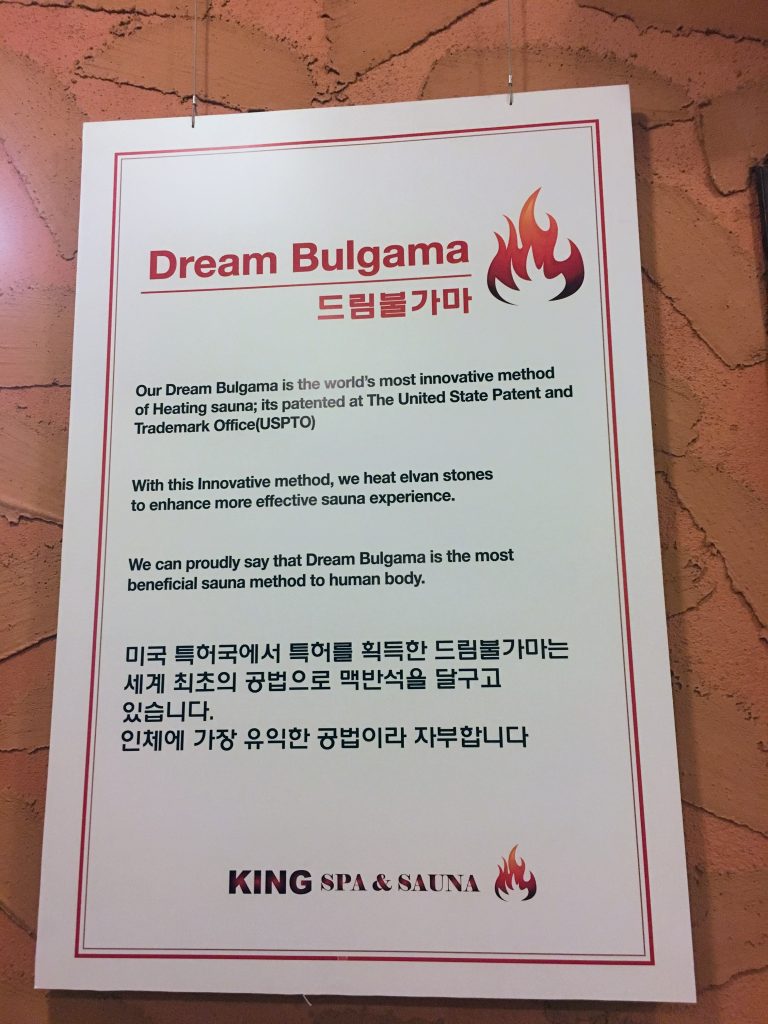 Dream Bulgama
드림불가마
Our Dream Bulgama is the world's most innovative method
of Heating sauna; its patented at The United State Patent and
Trademark Office(USPTO)
With this Innovative method, we heat elvan stones
to enhance more effective sauna experience.
We can proudly say that Dream Bulgama is the most
beneficial sauna method to human body.
미국 특허국에서 특허를 획득한 드림불가마는
세계 최초의 공법으로 맥반석을 달구고
있습니다.
인체에 가장 유익한 공법이라 자부합니다
KING SPA & SAUNA